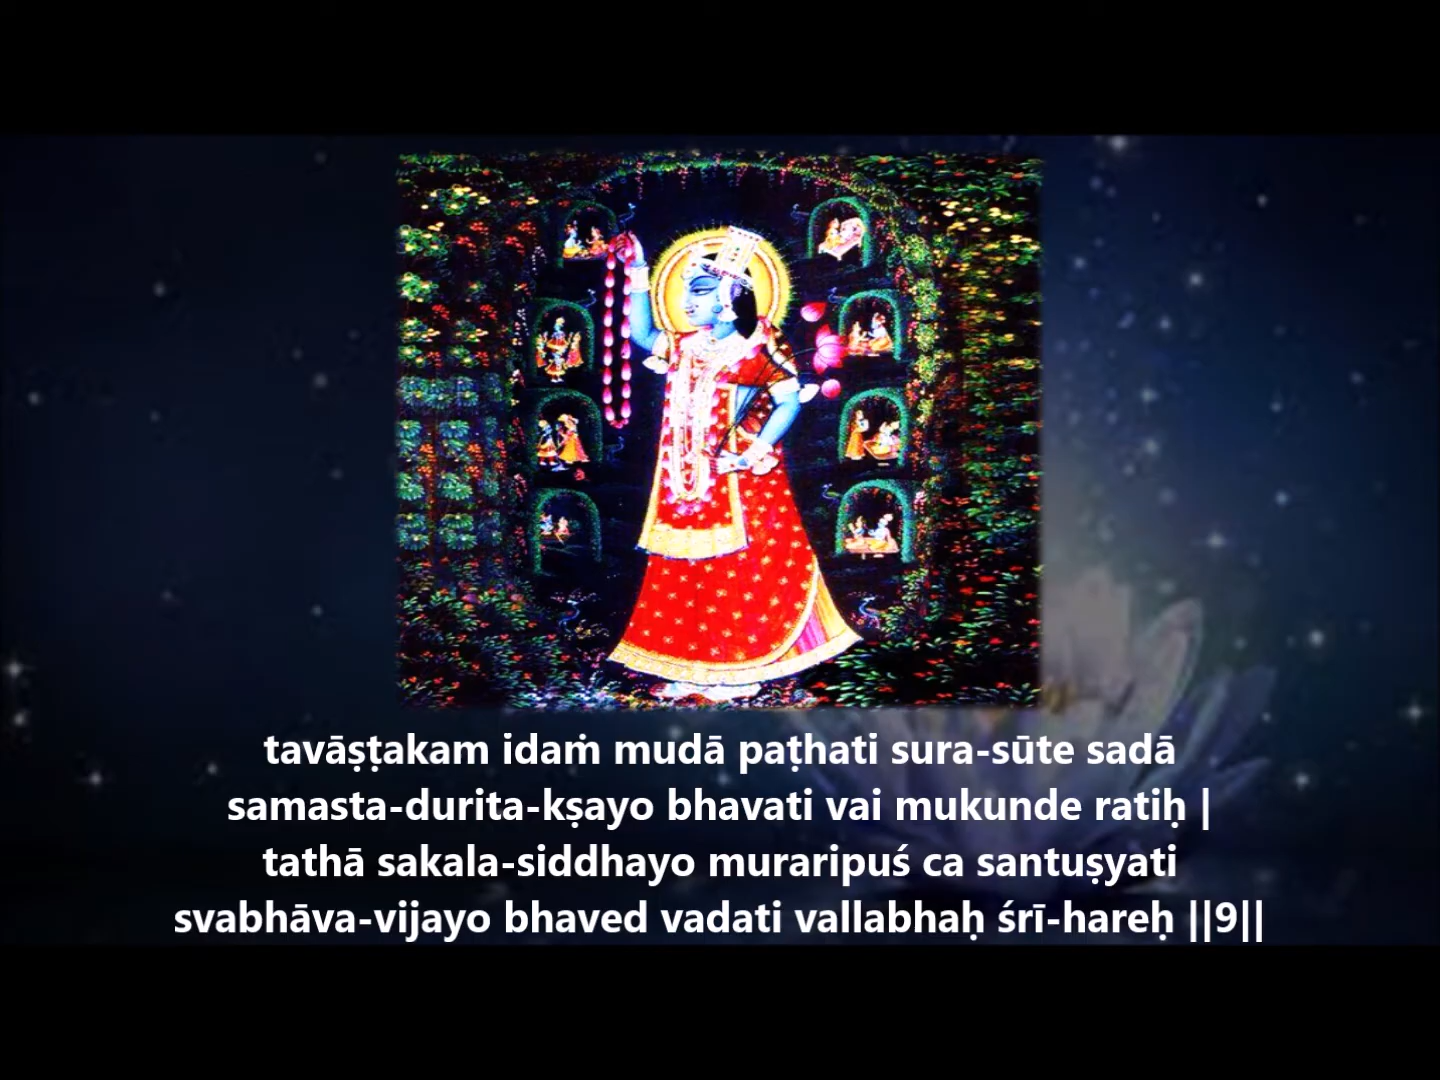 tavāṣṭakam idaṁ mudā paṭhati sura-sūte sadā
samasta-durita-kṣayo bhavati vai mukunde ratiḥ |
tathā sakala-siddhayo muraripuś ca santuṣyati
svabhāva-vijayo bhaved vadati vallabhaḥ śrī-hareḥ ||9||